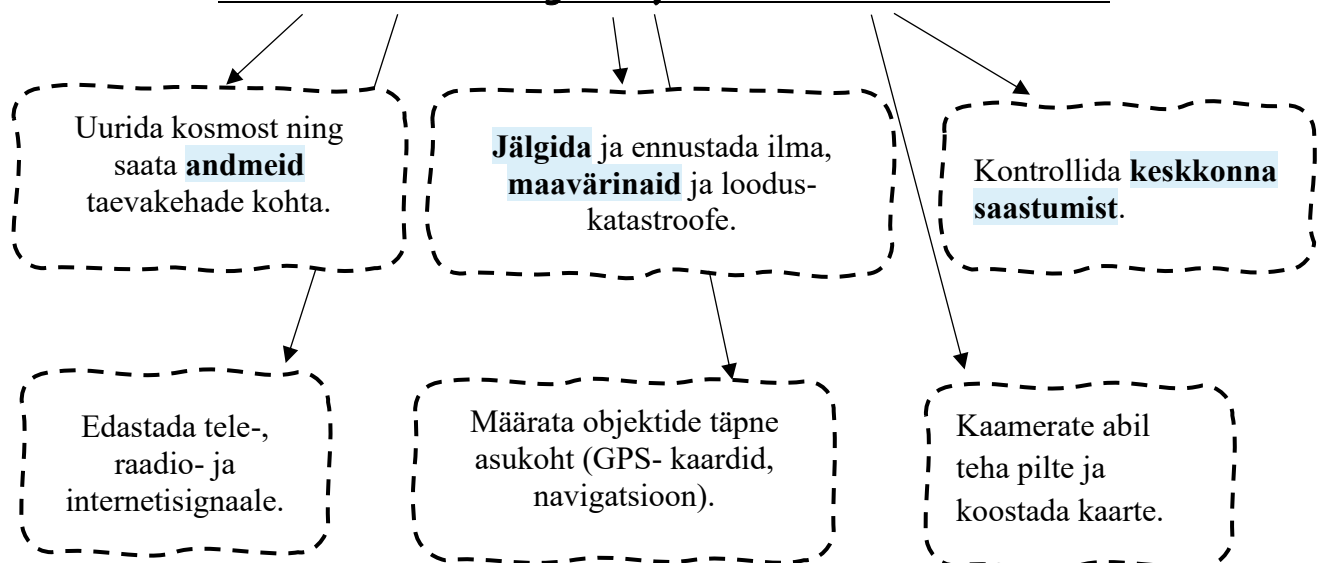 Uurida kosmost ning
saata andmeid
taevakehade kohta.
Jälgida ja ennustada ilma,
maavärinaid ja loodus-
katastroofe.
Kontrollida keskkonna
saastumist.
Edastada tele-,
raadio- ja
internetisignaale.
Määrata objektide täpne
asukoht (GPS- kaardid,
navigatsioon).
Kaamerate abil
teha pilte ja
koostada kaarte.